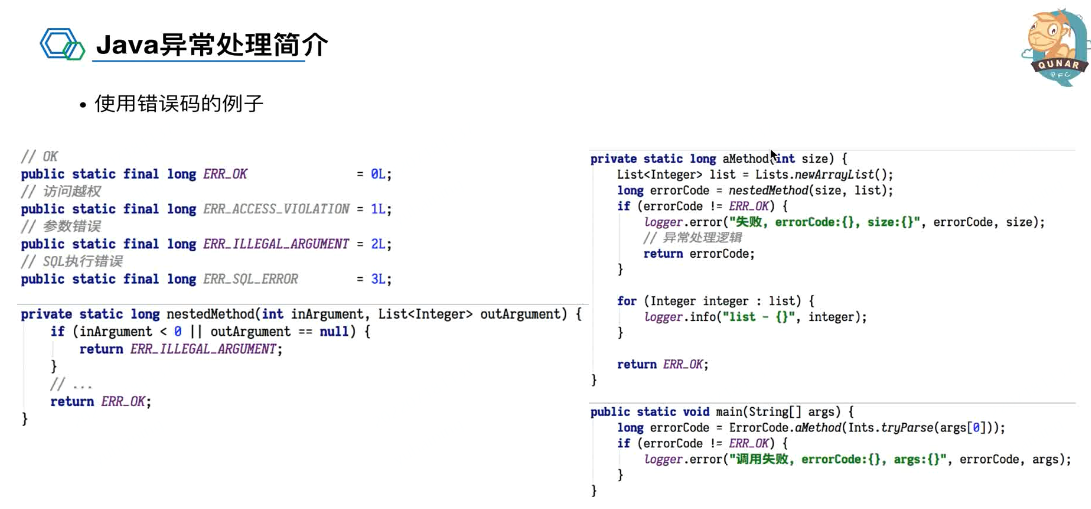 Java异常处理简介
QUNAR
QFC
• 使用错误码的例子
// OK
public static final long ERR_OK = 0L;
// 访问越权
public static final long ERR_ACCESS_VIOLATION = 1L;
// 参数错误
public static final long ERR_ILLEGAL_ARGUMENT = 2L;
// SQL执行错误
public static final long ERR_SQL_ERROR = 3L;
private static long nestedMethod(int inArgument, List<Integer> outArgument) {
if (inArgument < 0 || outArgument == null) {
return ERR_ILLEGAL_ARGUMENT;
}
// ...
return ERR_OK;
}
private static long aMethod(int size) {
List<Integer> list = Lists.newArrayList();
long errorCode = nestedMethod(size, list);
if (errorCode != ERR_OK) {
logger.error("失败, errorCode:{}, size:{}", errorCode, size);
// 异常处理逻辑
return errorCode;
}
for (Integer integer : list) {
logger.info("list - {}", integer);
}
return ERR_OK;
}
public static void main(String[] args) {
long errorCode = ErrorCode.aMethod(Ints.tryParse(args[0]));
if (errorCode != ERR_OK) {
logger.error("调用失败, errorCode:{}, args:{}", errorCode, args);
}
}